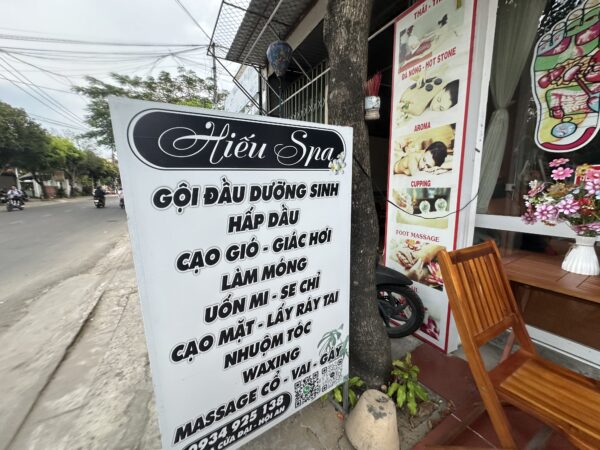 Hiếu Spa
GỘI ĐẦU DƯỠNG SINH
HẤP DẦU
CẠO GIÓ - GIÁC HƠI
LÀM MÓNG
UỐN MI - SE CHỈ
CẠO MẶT - LẤY RÁY TAI
NHUỘM TÓC
WAXING
MASSAGE CỔ - VAI - GÁY
0934 925 138
CỬA ĐẠI - HỘI AN
ĐÁ NÓNG - HOT STONE
AROMA
CUPPING
FOOT MASSAGE